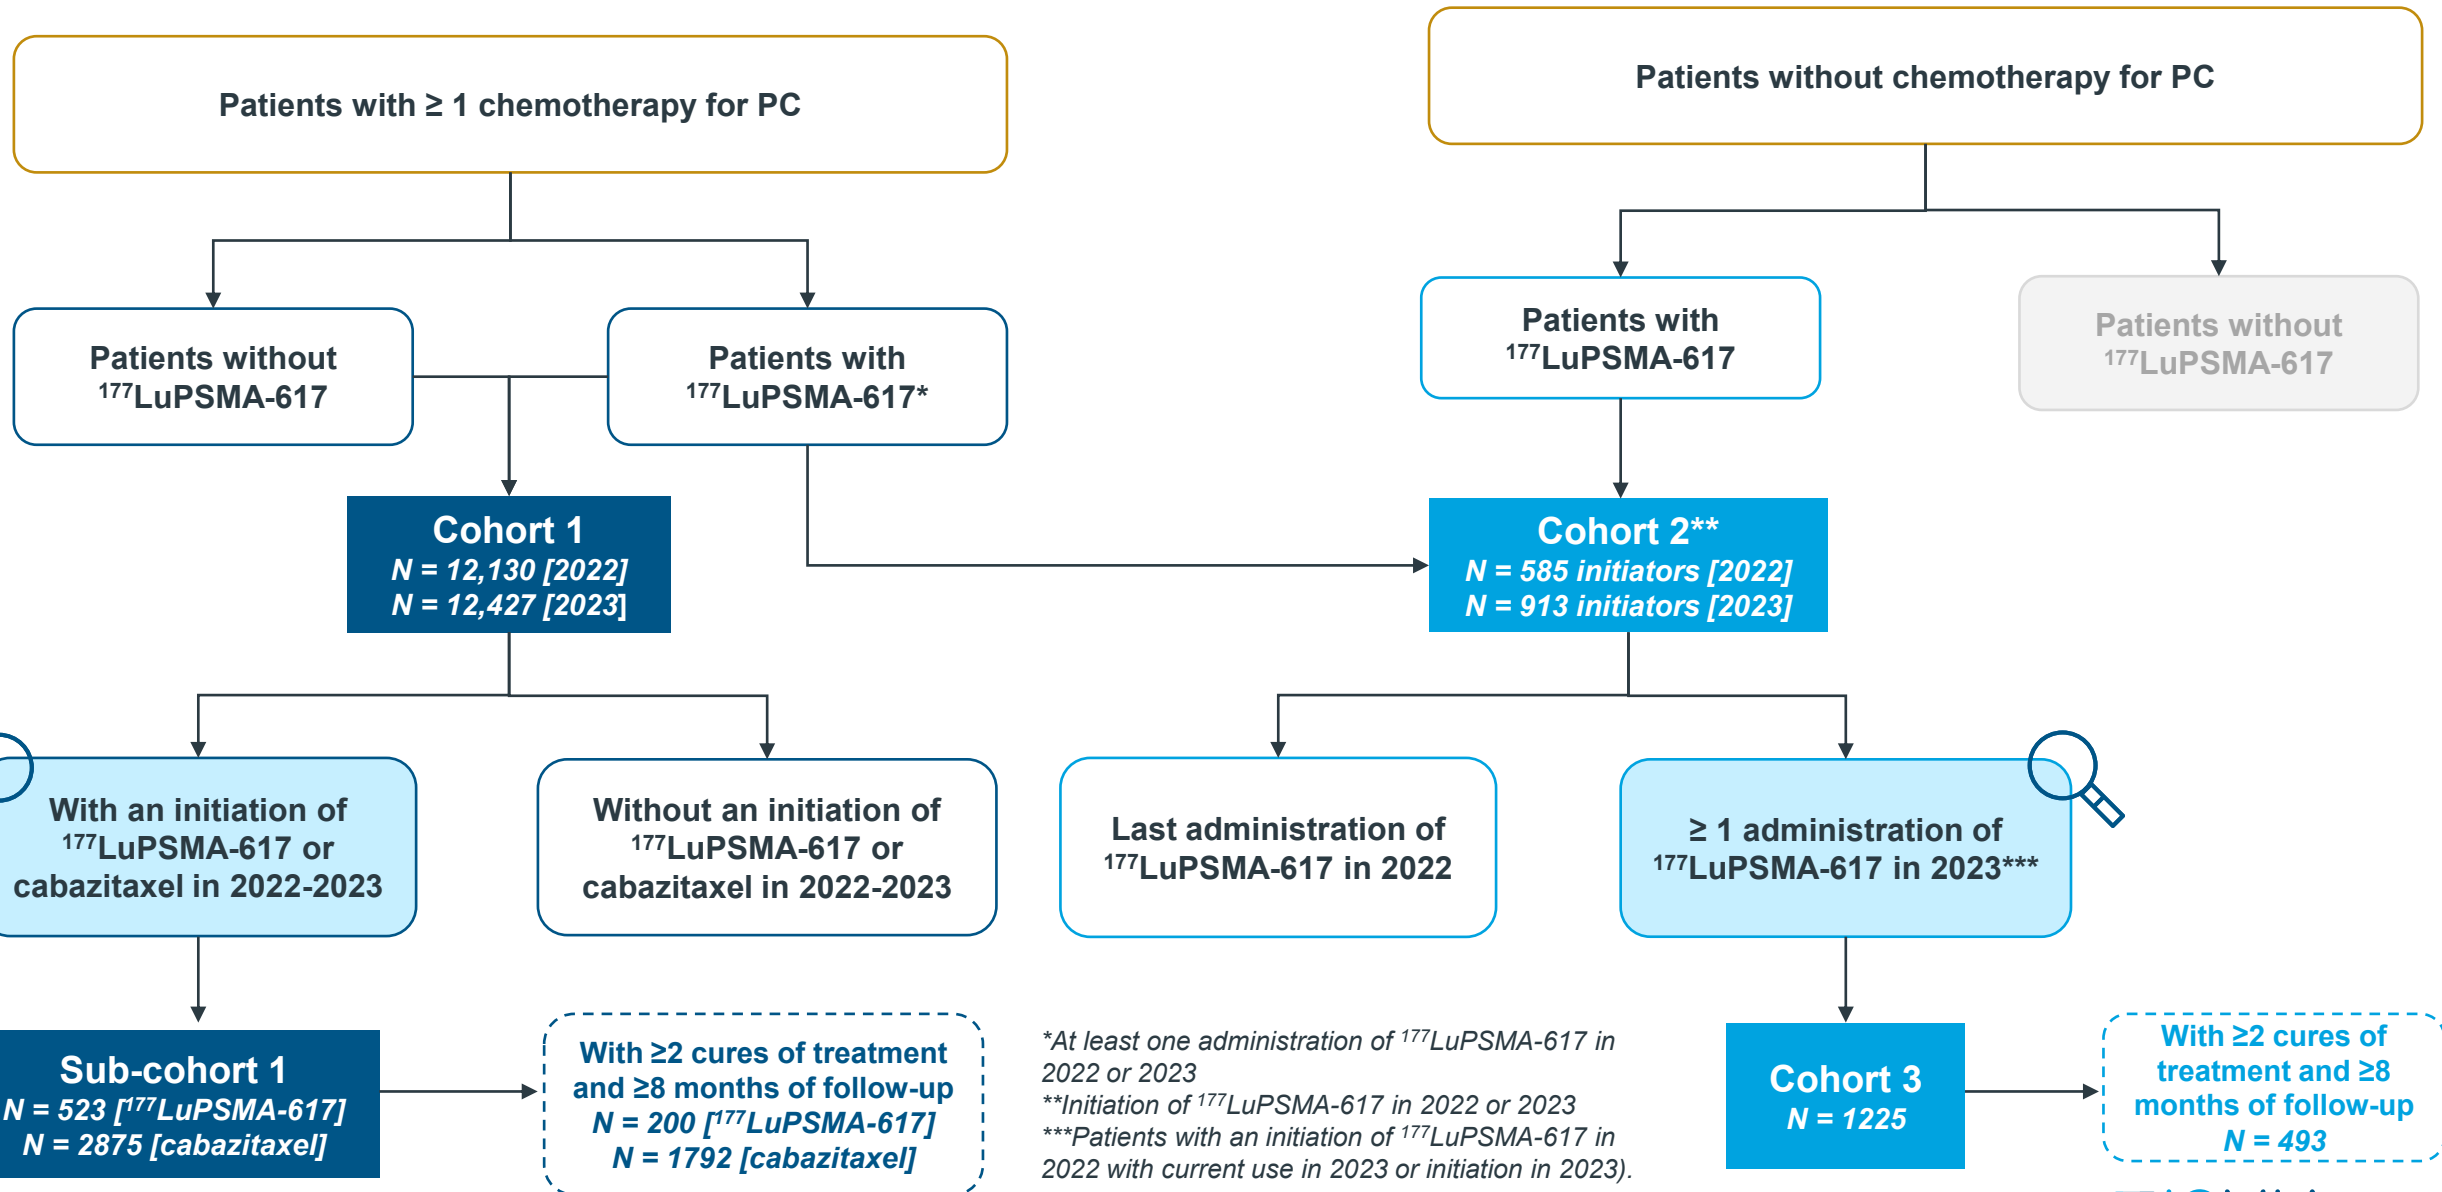 Patients with ≥ 1 chemotherapy for PC
Patients without chemotherapy for PC
Patients without
¹⁷⁷LuPSMA-617
Patients with
¹⁷⁷LuPSMA-617*
Patients with
¹⁷⁷LuPSMA-617
Patients without
¹⁷⁷LuPSMA-617
Cohort 1
N = 12,130 [2022]
N = 12,427 [2023]
Cohort 2**
N = 585 initiators [2022]
N = 913 initiators [2023]
With an initiation of
¹⁷⁷LuPSMA-617 or
cabazitaxel in 2022-2023
Without an initiation of
¹⁷⁷LuPSMA-617 or
cabazitaxel in 2022-2023
Last administration of
¹⁷⁷LuPSMA-617 in 2022
≥ 1 administration of
¹⁷⁷LuPSMA-617 in 2023***
Sub-cohort 1
N = 523 [¹⁷⁷LuPSMA-617]
N = 2875 [cabazitaxel]
With ≥2 cures of treatment
and ≥8 months of follow-up
N = 200 [¹⁷⁷LuPSMA-617]
N = 1792 [cabazitaxel]
*At least one administration of ¹⁷⁷LuPSMA-617 in
2022 or 2023
**Initiation of ¹⁷⁷LuPSMA-617 in 2022 or 2023
***Patients with an initiation of ¹⁷⁷LuPSMA-617 in
2022 with current use in 2023 or initiation in 2023).
Cohort 3
N = 1225
With ≥2 cures of
treatment and ≥8
months of follow-up
N = 493